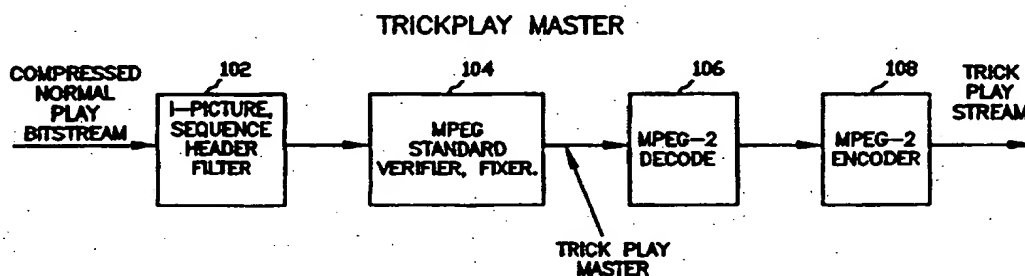 TRICKPLAY MASTER
COMPRESSED
NORMAL
PLAY
BITSTREAM
102
I-PICTURE,
SEQUENCE
HEADER
FILTER
104
MPEG
STANDARD
VERIFIER, FIXER.
TRICK PLAY
MASTER
106
MPEG-2
DECODE
108
MPEG-2
ENCODER
TRICK
PLAY
STREAM